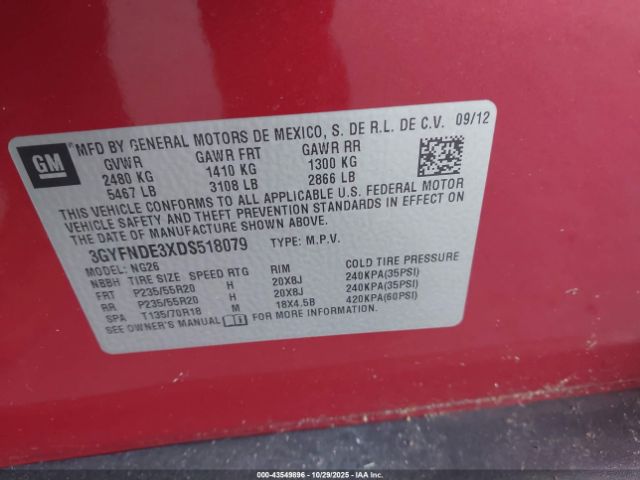 GM
® MFD BY GENERAL MOTORS DE MEXICO, S. DE R.L. DE C.V. 09/12
GVWR GAWR FRT GAWR RR
2480 KG 1410 KG 1300 KG
5467 LB 3108 LB 2866 LB
THIS VEHICLE CONFORMS TO ALL APPLICABLE U.S. FEDERAL MOTOR
VEHICLE SAFETY AND THEFT PREVENTION STANDARDS IN EFFECT ON
THE DATE OF MANUFACTURE SHOWN ABOVE.
3GYFNDE3XDS518079 TYPE: M.P.V.
MODEL: NG26
NBBH TIRE SIZE SPEED RTG RIM COLD TIRE PRESSURE
FRT P235/55R20 H 20X8J 240KPA(35PSI)
RR P235/55R20 H 20X8J 240KPA(35PSI)
SPA T135/70R18 M 18X4.5B 420KPA(60PSI)
SEE OWNER'S MANUAL FOR ADDITIONAL INFORMATION.
000-43549896 - 10/29/2025 - IAAI.COM